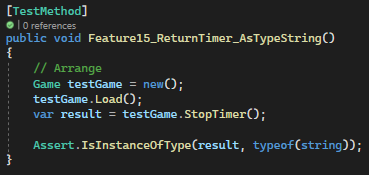 [TestMethod]
| 0 references
public void Feature15_ReturnTimer_AsTypeString()
{
// Arrange
Game testGame = new();
testGame.Load();
var result = testGame.StopTimer();
Assert.IsInstanceOfType(result, typeof(string));
}